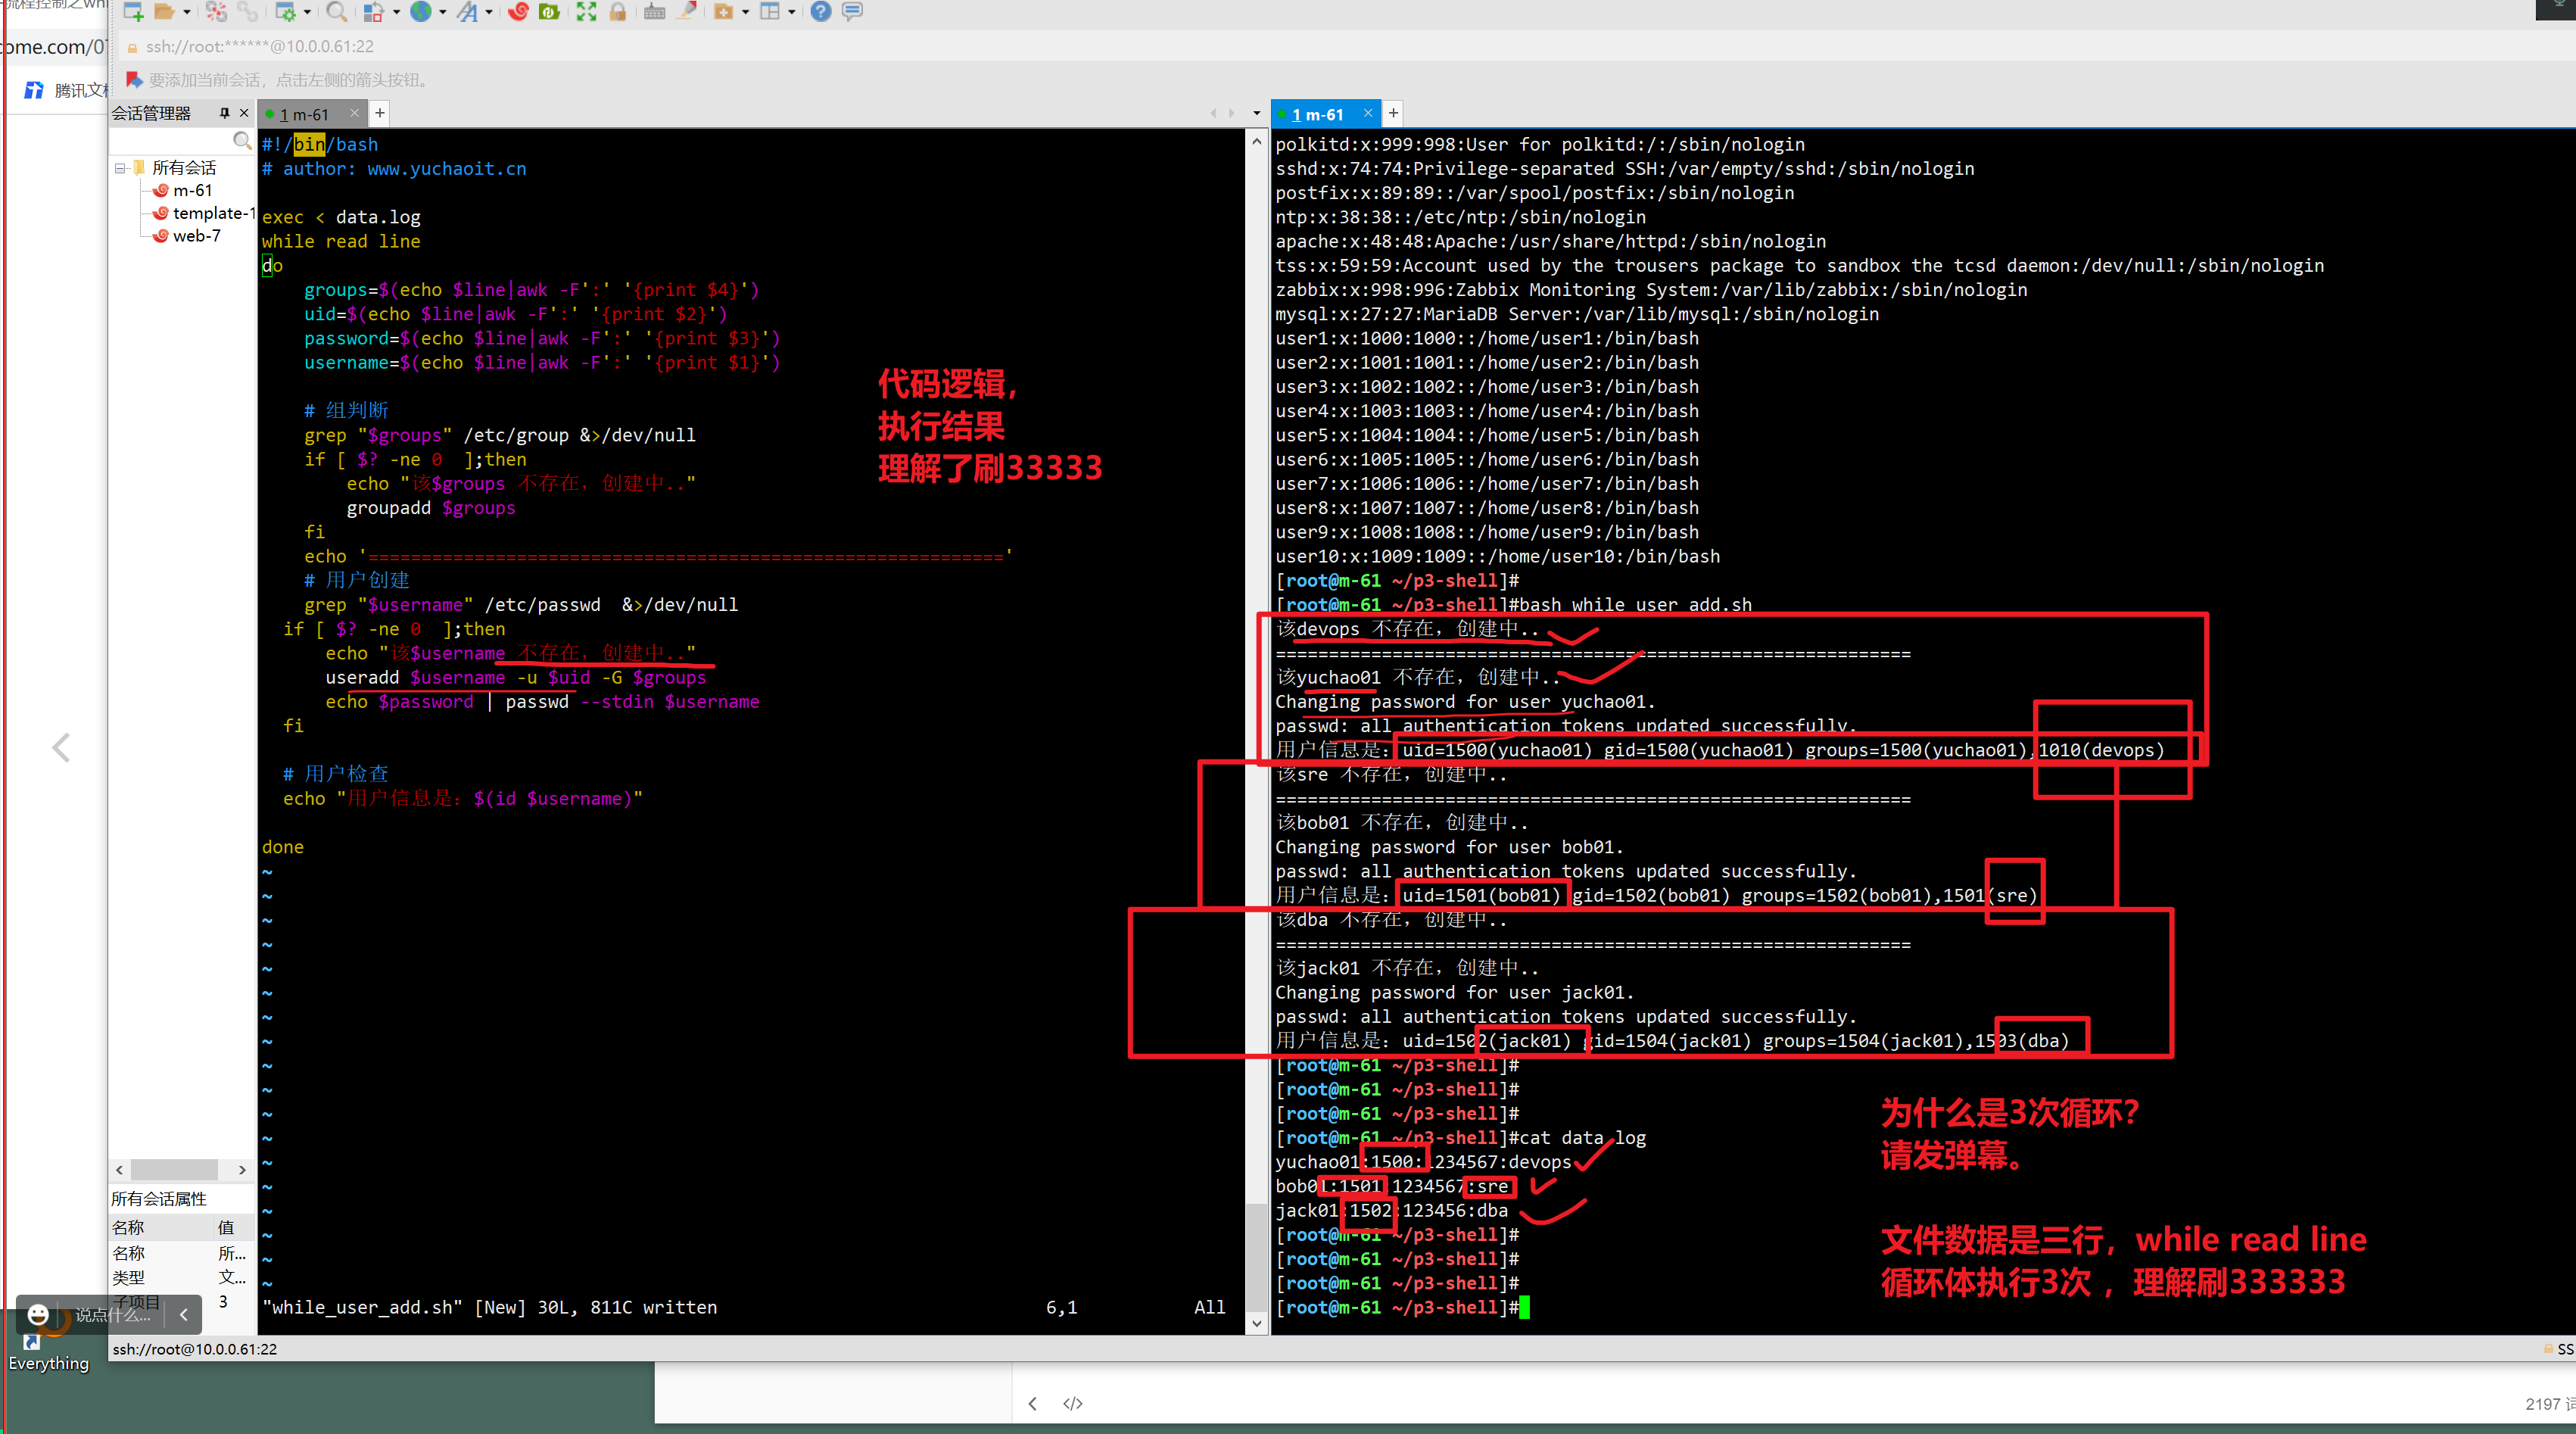 流程控制之wh
ome.com/07
腾讯文档
ssh://root:******@10.0.0.61:22
要添加当前会话，点击左侧的箭头按钮。
会话管理器
所有会话
m-61
template-1
web-7
所有会话属性
名称 值
名称 所...
类型 文...
子项目 3
说点什么...
Everything
1 m-61
#!/bin/bash
# author: www.yuchaoit.cn
exec < data.log
while read line
do
groups=$(echo $line|awk -F':' '{print $4}')
uid=$(echo $line|awk -F':' '{print $2}')
password=$(echo $line|awk -F':' '{print $3}')
username=$(echo $line|awk -F':' '{print $1}')
# 组判断
grep "$groups" /etc/group &>/dev/null
if [ $? -ne 0  ];then
echo "该$groups 不存在，创建中.."
groupadd $groups
fi
echo '============================================================'
# 用户创建
grep "$username" /etc/passwd  &>/dev/null
if [ $? -ne 0  ];then
echo "该$username 不存在，创建中.."
useradd $username -u $uid -G $groups
echo $password | passwd --stdin $username
fi
# 用户检查
echo "用户信息是：$(id $username)"
done
"while_user_add.sh" [New] 30L, 811C written 6,1 All
代码逻辑，
执行结果
理解了刷33333
1 m-61
polkitd:x:999:998:User for polkitd:/:/sbin/nologin
sshd:x:74:74:Privilege-separated SSH:/var/empty/sshd:/sbin/nologin
postfix:x:89:89::/var/spool/postfix:/sbin/nologin
ntp:x:38:38::/etc/ntp:/sbin/nologin
apache:x:48:48:Apache:/usr/share/httpd:/sbin/nologin
tss:x:59:59:Account used by the trousers package to sandbox the tcsd daemon:/dev/null:/sbin/nologin
zabbix:x:998:996:Zabbix Monitoring System:/var/lib/zabbix:/sbin/nologin
mysql:x:27:27:MariaDB Server:/var/lib/mysql:/sbin/nologin
user1:x:1000:1000::/home/user1:/bin/bash
user2:x:1001:1001::/home/user2:/bin/bash
user3:x:1002:1002::/home/user3:/bin/bash
user4:x:1003:1003::/home/user4:/bin/bash
user5:x:1004:1004::/home/user5:/bin/bash
user6:x:1005:1005::/home/user6:/bin/bash
user7:x:1006:1006::/home/user7:/bin/bash
user8:x:1007:1007::/home/user8:/bin/bash
user9:x:1008:1008::/home/user9:/bin/bash
user10:x:1009:1009::/home/user10:/bin/bash
[root@m-61 ~/p3-shell]#
[root@m-61 ~/p3-shell]#bash while_user_add.sh
该devops 不存在，创建中..
============================================================
该yuchao01 不存在，创建中..
Changing password for user yuchao01.
passwd: all authentication tokens updated successfully.
用户信息是：uid=1500(yuchao01) gid=1500(yuchao01) groups=1500(yuchao01),1010(devops)
该sre 不存在，创建中..
============================================================
该bob01 不存在，创建中..
Changing password for user bob01.
passwd: all authentication tokens updated successfully.
用户信息是：uid=1501(bob01) gid=1502(bob01) groups=1502(bob01),1501(sre)
该dba 不存在，创建中..
============================================================
该jack01 不存在，创建中..
Changing password for user jack01.
passwd: all authentication tokens updated successfully.
用户信息是：uid=1502(jack01) gid=1504(jack01) groups=1504(jack01),1503(dba)
[root@m-61 ~/p3-shell]#
[root@m-61 ~/p3-shell]#
[root@m-61 ~/p3-shell]#
[root@m-61 ~/p3-shell]#cat data.log
yuchao01:1500:1234567:devops
bob01:1501:1234567:sre
jack01:1502:123456:dba
[root@m-61 ~/p3-shell]#
[root@m-61 ~/p3-shell]#
[root@m-61 ~/p3-shell]#
[root@m-61 ~/p3-shell]#
为什么是3次循环？
请发弹幕。
文件数据是三行，while read line
循环体执行3次 ，理解刷333333
ssh://root@10.0.0.61:22
SS
</> 2197 词